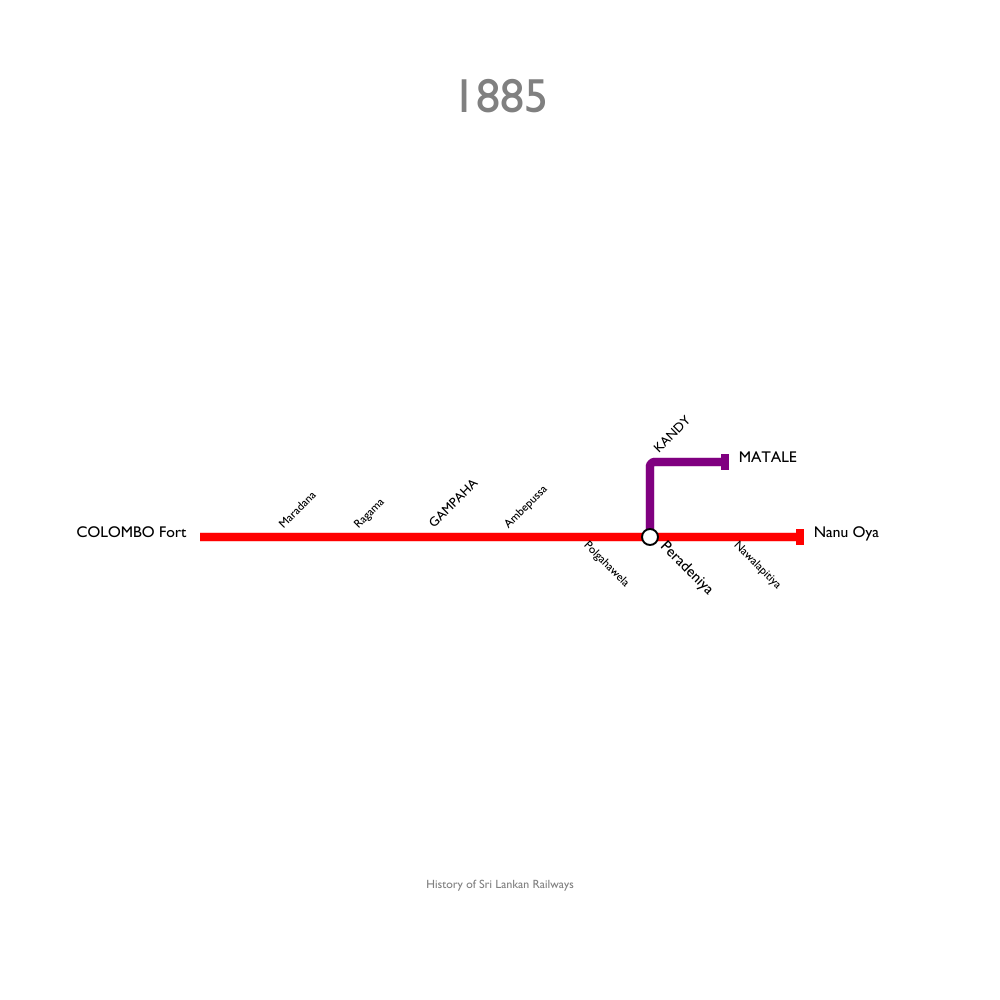 1885
KANDY
MATALE
COLOMBO Fort
Maradana
Ragama
GAMPAHA
Ambepussa
Polgahawela
Peradeniya
Nawalapitiya
Nanu Oya
History of Sri Lankan Railways